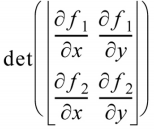 det([∂f₁/∂x ∂f₁/∂y
∂f₂/∂x ∂f₂/∂y])